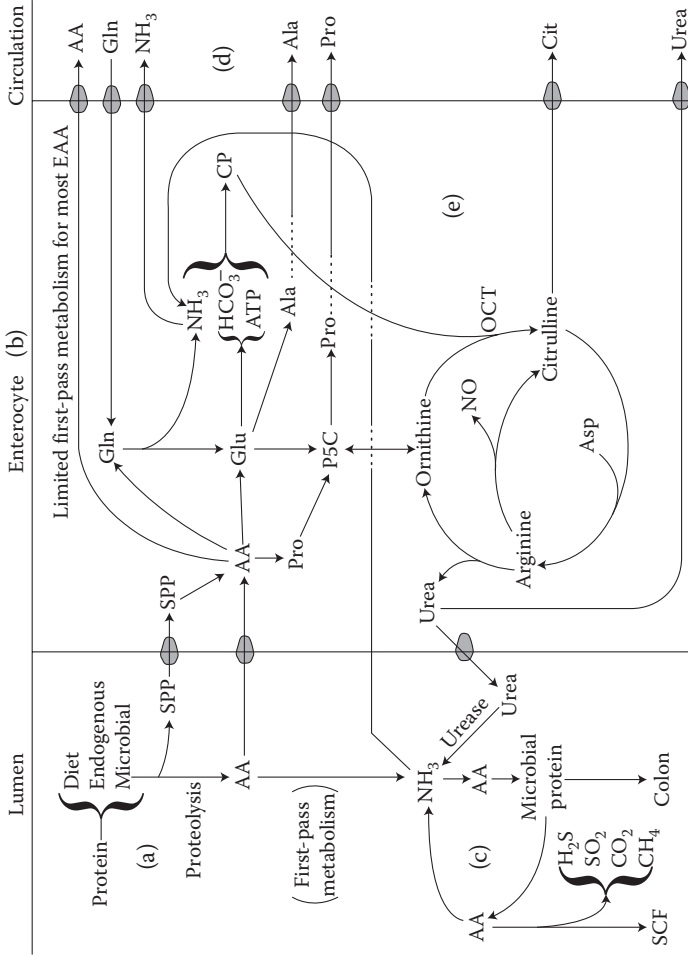 Lumen
Enterocyte (b)
Circulation
Protein
Diet
Endogenous
Microbial
(a)
Proteolysis
SPP
SPP
AA
AA
(First-pass
metabolism)
Limited first-pass metabolism for most EAA
AA
Gln
NH3
(d)
Gln
NH3
HCO3−
ATP
CP
Glu
Ala
Ala
Pro
P5C
Pro
Pro
NH3
AA
Microbial
protein
Colon
(c)
AA
SCF
H2S
SO2
CO2
CH4
Urease
Urea
Urea
Ornithine
OCT
NO
Arginine
Asp
Citrulline
(e)
Cit
Urea